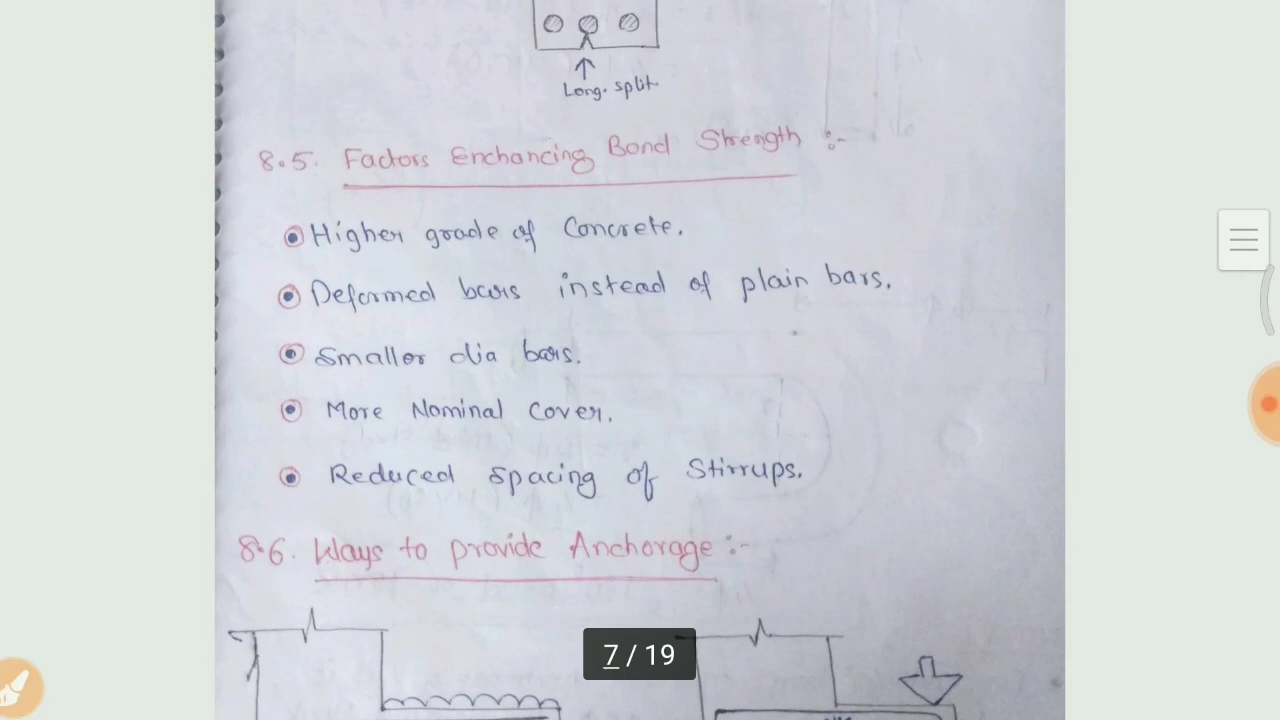 Long. split
8.5. Factors Enchancing Bond Strength :-
Higher grade of Concrete.
Deformed bars instead of plain bars.
Smaller dia bars.
More Nominal Cover.
Reduced spacing of Stirrups.
8.6. Ways to provide Anchorage :-
7 / 19